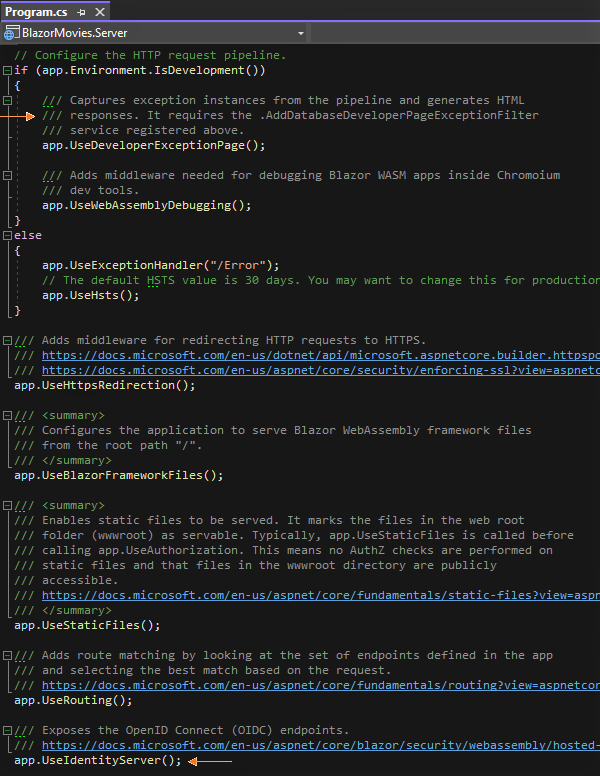 Program.cs
BlazorMovies.Server
// Configure the HTTP request pipeline.
if (app.Environment.IsDevelopment())
{
/// Captures exception instances from the pipeline and generates HTML
/// responses. It requires the .AddDatabaseDeveloperPageExceptionFilter
/// service registered above.
app.UseDeveloperExceptionPage();
/// Adds middleware needed for debugging Blazor WASM apps inside Chromoium
/// dev tools.
app.UseWebAssemblyDebugging();
}
else
{
app.UseExceptionHandler("/Error");
// The default HSTS value is 30 days. You may want to change this for production
app.UseHsts();
}
/// Adds middleware for redirecting HTTP requests to HTTPS.
/// https://docs.microsoft.com/en-us/dotnet/api/microsoft.aspnetcore.builder.httpspo
/// https://docs.microsoft.com/en-us/aspnet/core/security/enforcing-ssl?view=aspnetc
app.UseHttpsRedirection();
/// <summary>
/// Configures the application to serve Blazor WebAssembly framework files
/// from the root path "/".
/// </summary>
app.UseBlazorFrameworkFiles();
/// <summary>
/// Enables static files to be served. It marks the files in the web root
/// folder (wwwroot) as servable. Typically, app.UseStaticFiles is called before
/// calling app.UseAuthorization. This means no AuthZ checks are performed on
/// static files and that files in the wwwroot directory are publicly
/// accessible.
/// https://docs.microsoft.com/en-us/aspnet/core/fundamentals/static-files?view=aspn
/// </summary>
app.UseStaticFiles();
/// Adds route matching by looking at the set of endpoints defined in the app
/// and selecting the best match based on the request.
/// https://docs.microsoft.com/en-us/aspnet/core/fundamentals/routing?view=aspnetcor
app.UseRouting();
/// Exposes the OpenID Connect (OIDC) endpoints.
/// https://docs.microsoft.com/en-us/aspnet/core/blazor/security/webassembly/hosted-
app.UseIdentityServer();